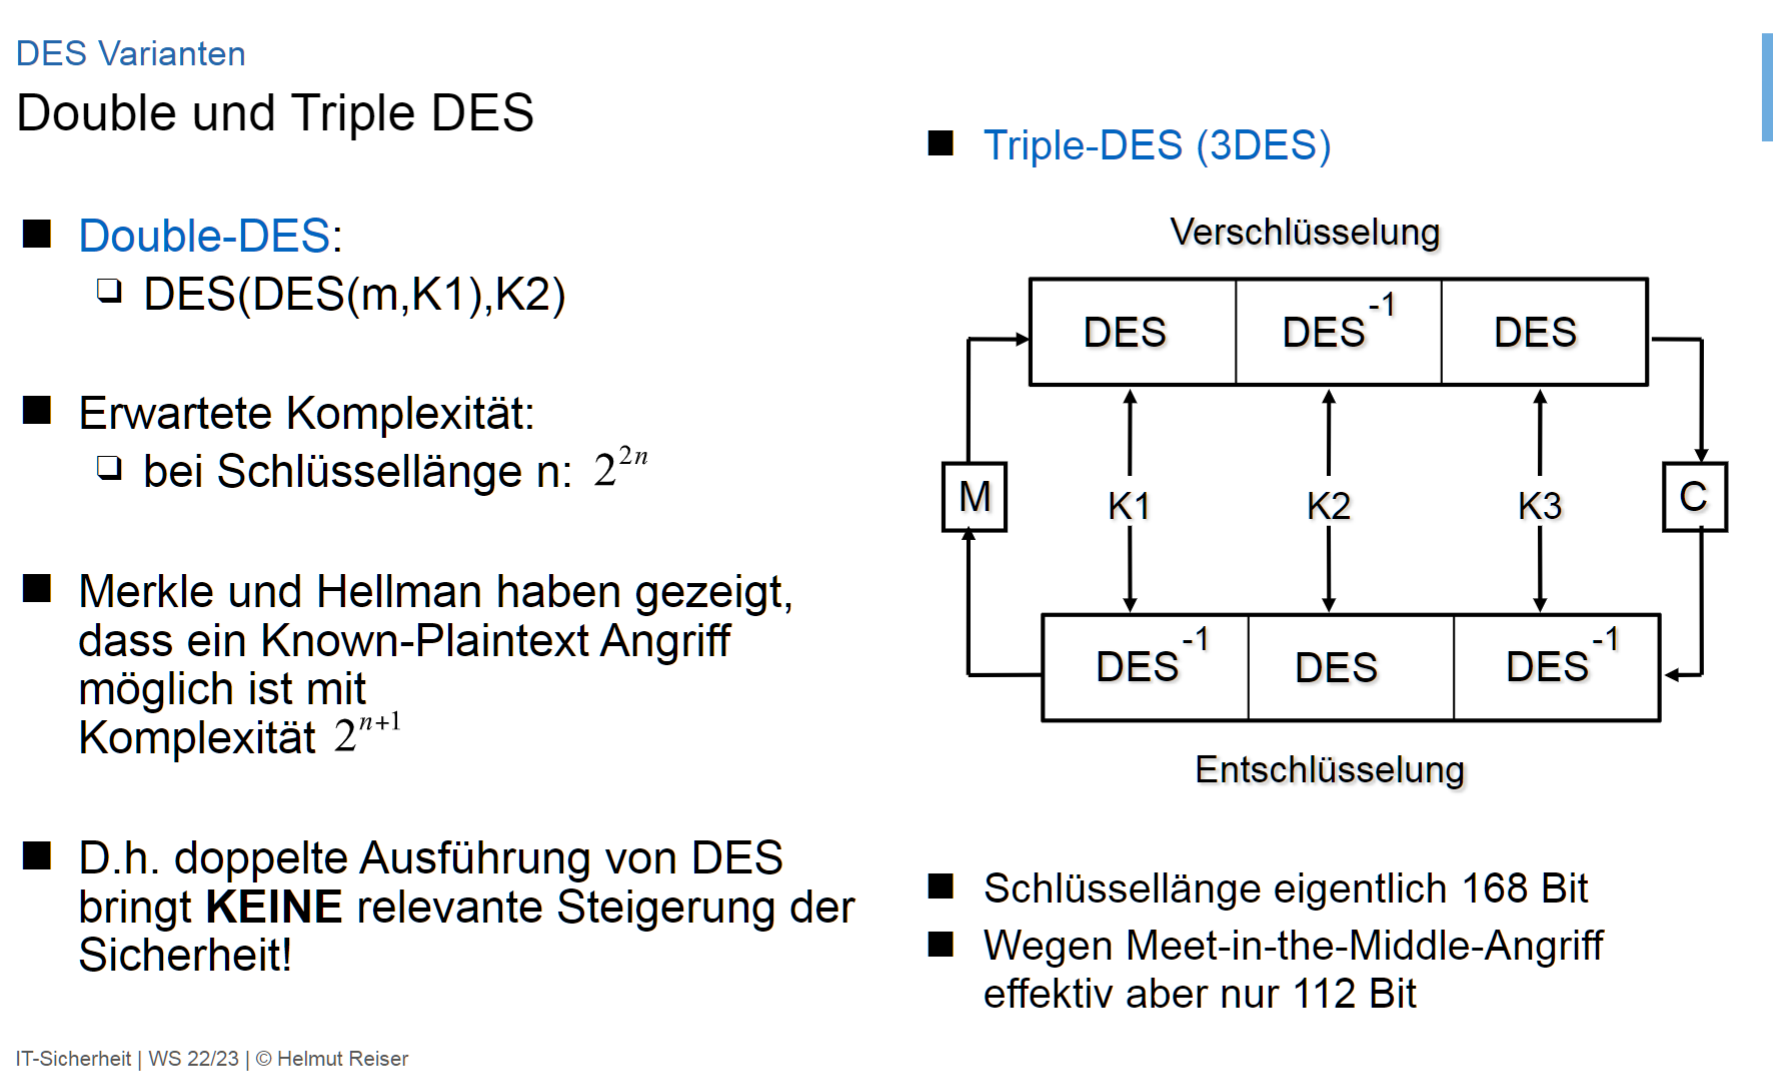 DES Varianten
Double und Triple DES
■ Double-DES:
❏ DES(DES(m,K1),K2)
■ Erwartete Komplexität:
❏ bei Schlüssellänge n: 2^{2n}
■ Merkle und Hellman haben gezeigt,
dass ein Known-Plaintext Angriff
möglich ist mit
Komplexität 2^{n+1}
■ D.h. doppelte Ausführung von DES
bringt KEINE relevante Steigerung der
Sicherheit!
■ Triple-DES (3DES)
Verschlüsselung
DES DES^{-1} DES
M K1 K2 K3 C
DES^{-1} DES DES^{-1}
Entschlüsselung
■ Schlüssellänge eigentlich 168 Bit
■ Wegen Meet-in-the-Middle-Angriff
effektiv aber nur 112 Bit
IT-Sicherheit | WS 22/23 | © Helmut Reiser